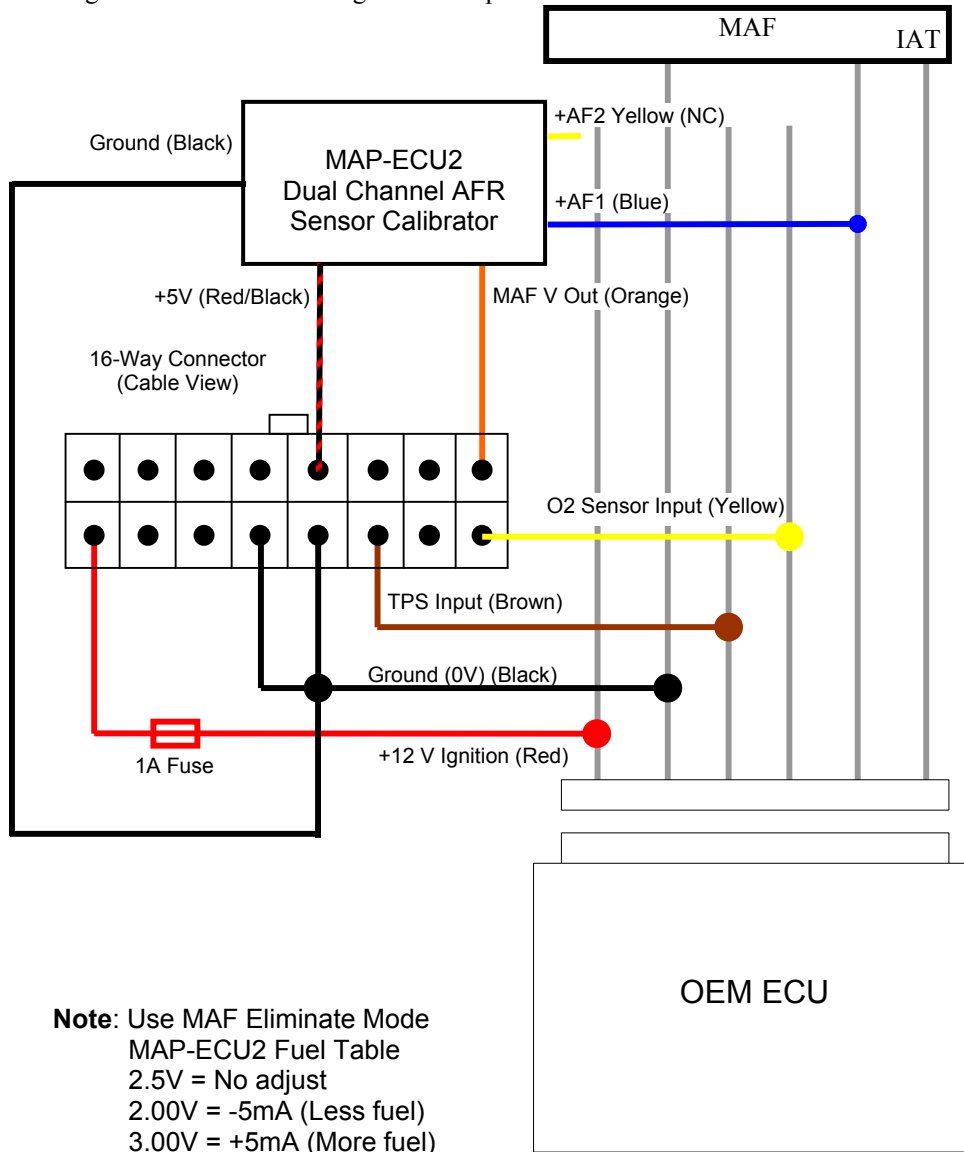 MAF
IAT
+AF2 Yellow (NC)
Ground (Black)
MAP-ECU2
Dual Channel AFR
Sensor Calibrator
+AF1 (Blue)
+5V (Red/Black)
MAF V Out (Orange)
16-Way Connector
(Cable View)
O2 Sensor Input (Yellow)
TPS Input (Brown)
Ground (0V) (Black)
+12 V Ignition (Red)
1A Fuse
OEM ECU
Note: Use MAF Eliminate Mode
MAP-ECU2 Fuel Table
2.5V = No adjust
2.00V = -5mA (Less fuel)
3.00V = +5mA (More fuel)